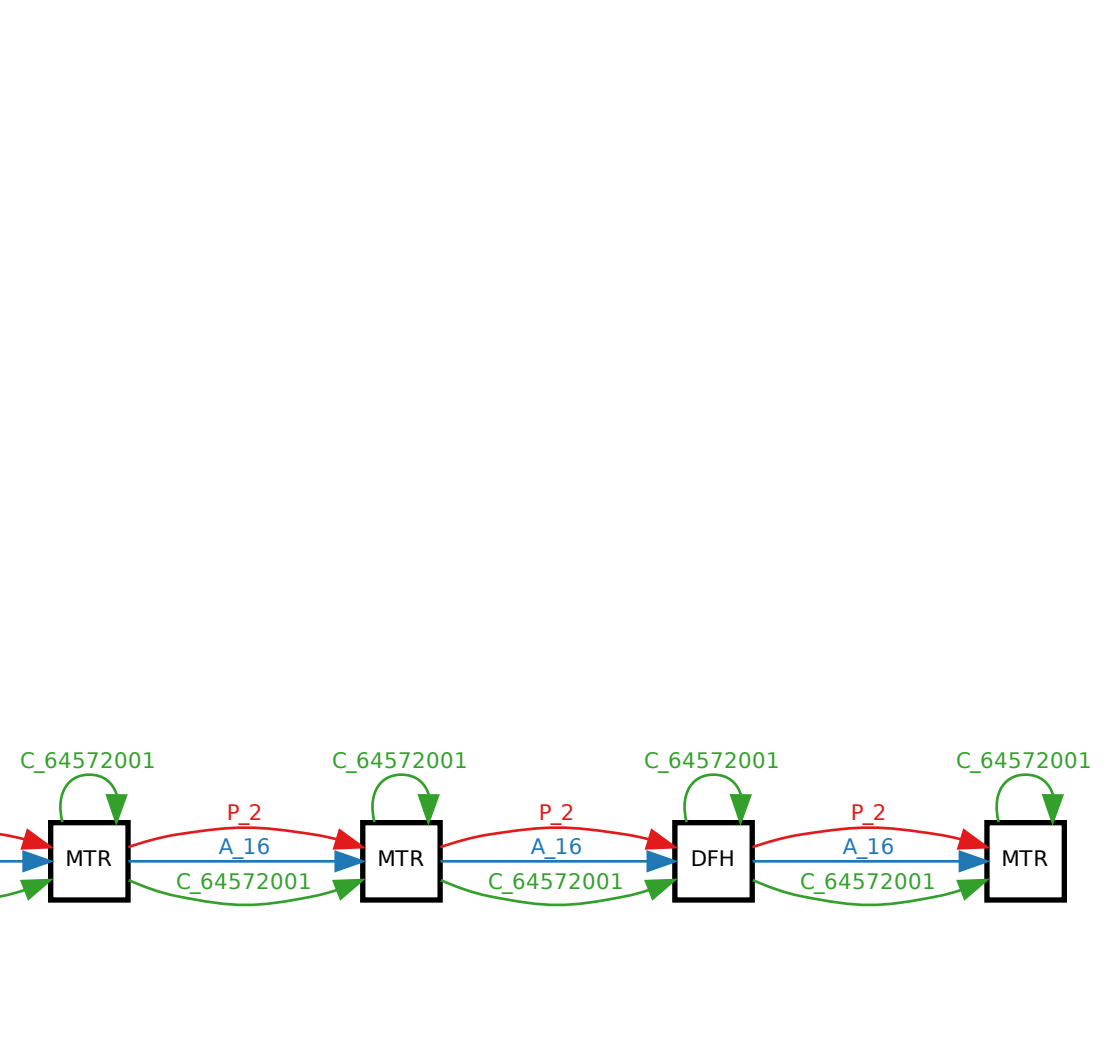 C_64572001 C_64572001 C_64572001 C_64572001
P_2 P_2 P_2
A_16 A_16 A_16
MTR MTR DFH MTR
C_64572001 C_64572001 C_64572001